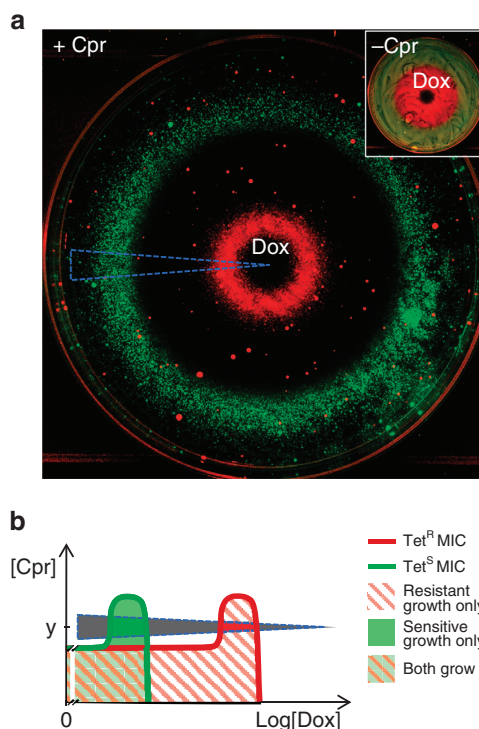 a
+ Cpr
–Cpr
Dox
Dox
b
[Cpr]
y
0
Log[Dox]
Tet^R MIC
Tet^S MIC
Resistant
growth only
Sensitive
growth only
Both grow